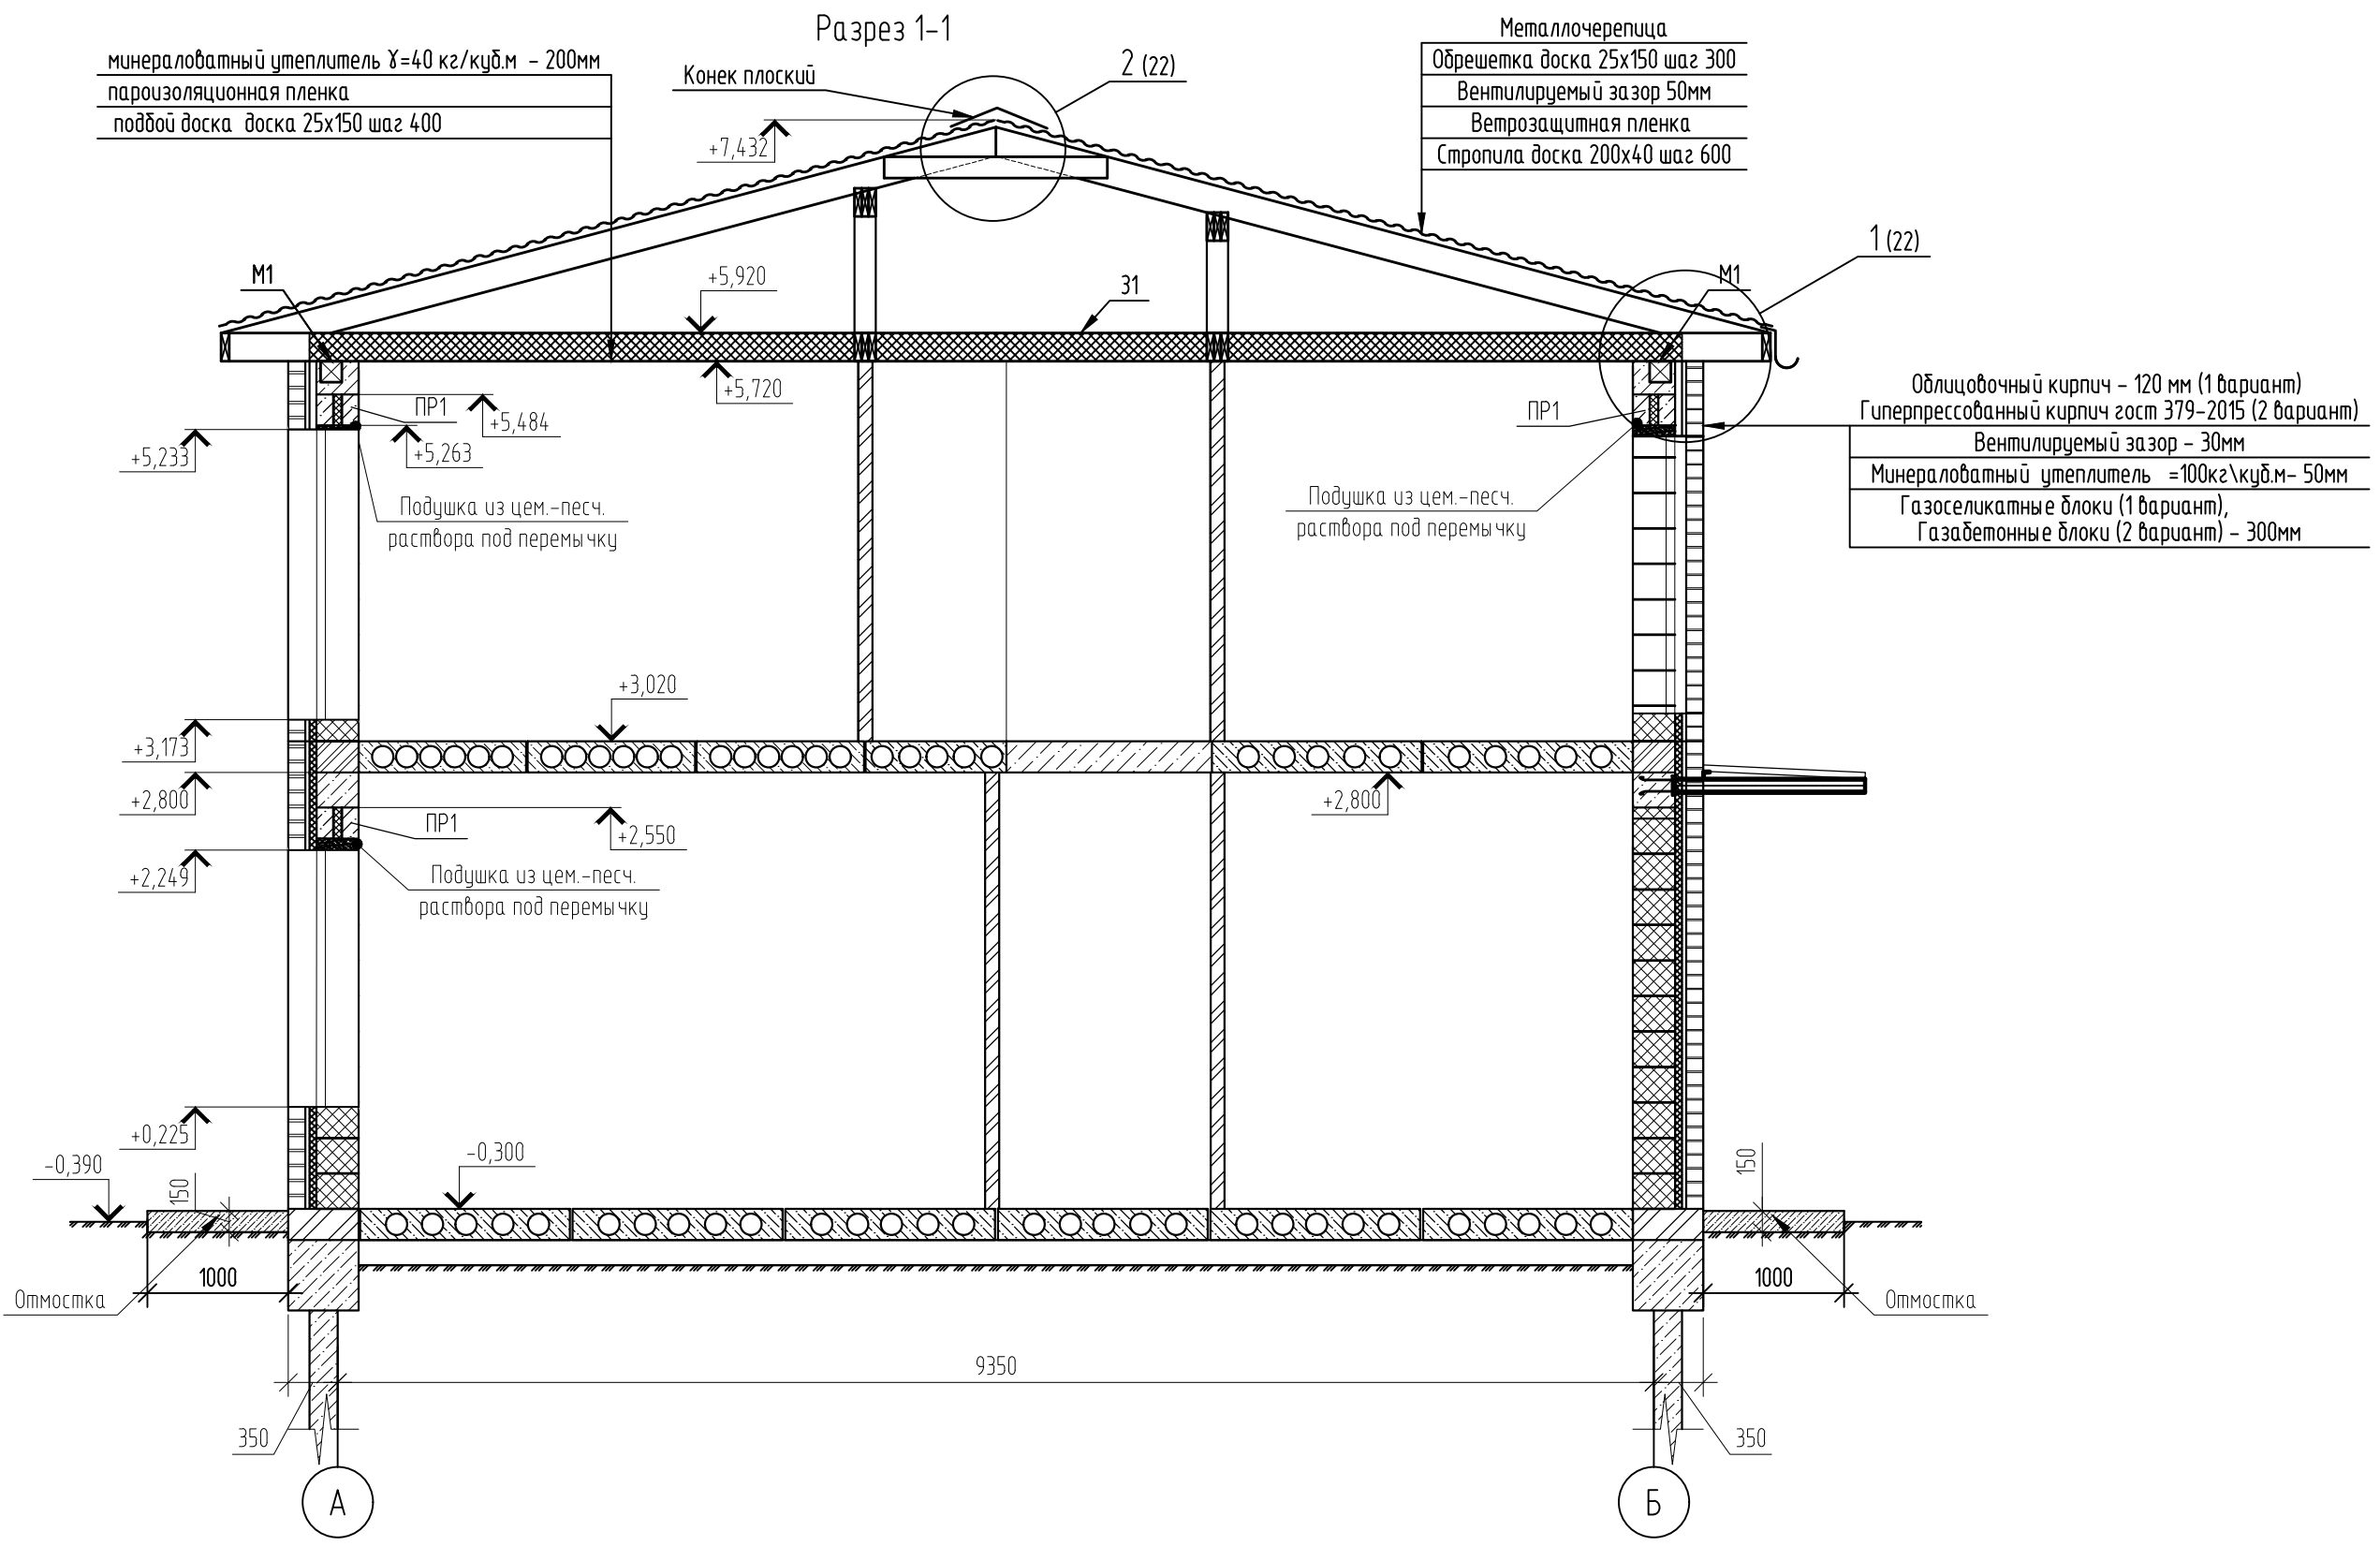 Разрез 1-1
минераловатный утеплитель ɣ=40 кг/куб.м - 200мм
пароизоляционная пленка
подбой доска доска 25х150 шаг 400
Конек плоский
2 (22)
Металлочерепица
Обрешетка доска 25х150 шаг 300
Вентилируемый зазор 50мм
Ветрозащитная пленка
Стропила доска 200х40 шаг 600
+7,432
1 (22)
М1
+5,920
31
М1
+5,720
ПР1
+5,484
+5,263
+5,233
ПР1
Облицовочный кирпич - 120 мм (1 вариант)
Гиперпрессованный кирпич гост 379-2015 (2 вариант)
Вентилируемый зазор - 30мм
Минераловатный утеплитель =100кг\куб.м- 50мм
Газоселикатные блоки (1 вариант),
Газабетонные блоки (2 вариант) - 300мм
Подушка из цем.-песч.
раствора под перемычку
Подушка из цем.-песч.
раствора под перемычку
+3,020
+3,173
+2,800
+2,800
ПР1
+2,550
+2,249
Подушка из цем.-песч.
раствора под перемычку
+0,225
-0,390
-0,300
150
150
1000
1000
Отмостка
Отмостка
9350
350
350
А
Б